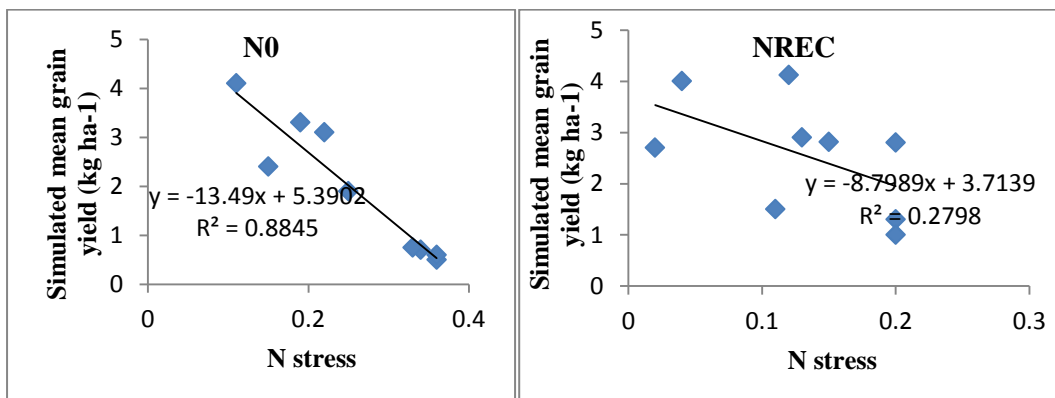 N0
Simulated mean grain
yield (kg ha-1)
5
4
3
2
1
0
y = -13.49x + 5.3902
R² = 0.8845
0 0.2 0.4
N stress
NREC
Simulated mean grain
yield (kg ha-1)
5
4
3
2
1
0
y = -8.7989x + 3.7139
R² = 0.2798
0 0.1 0.2 0.3
N stress